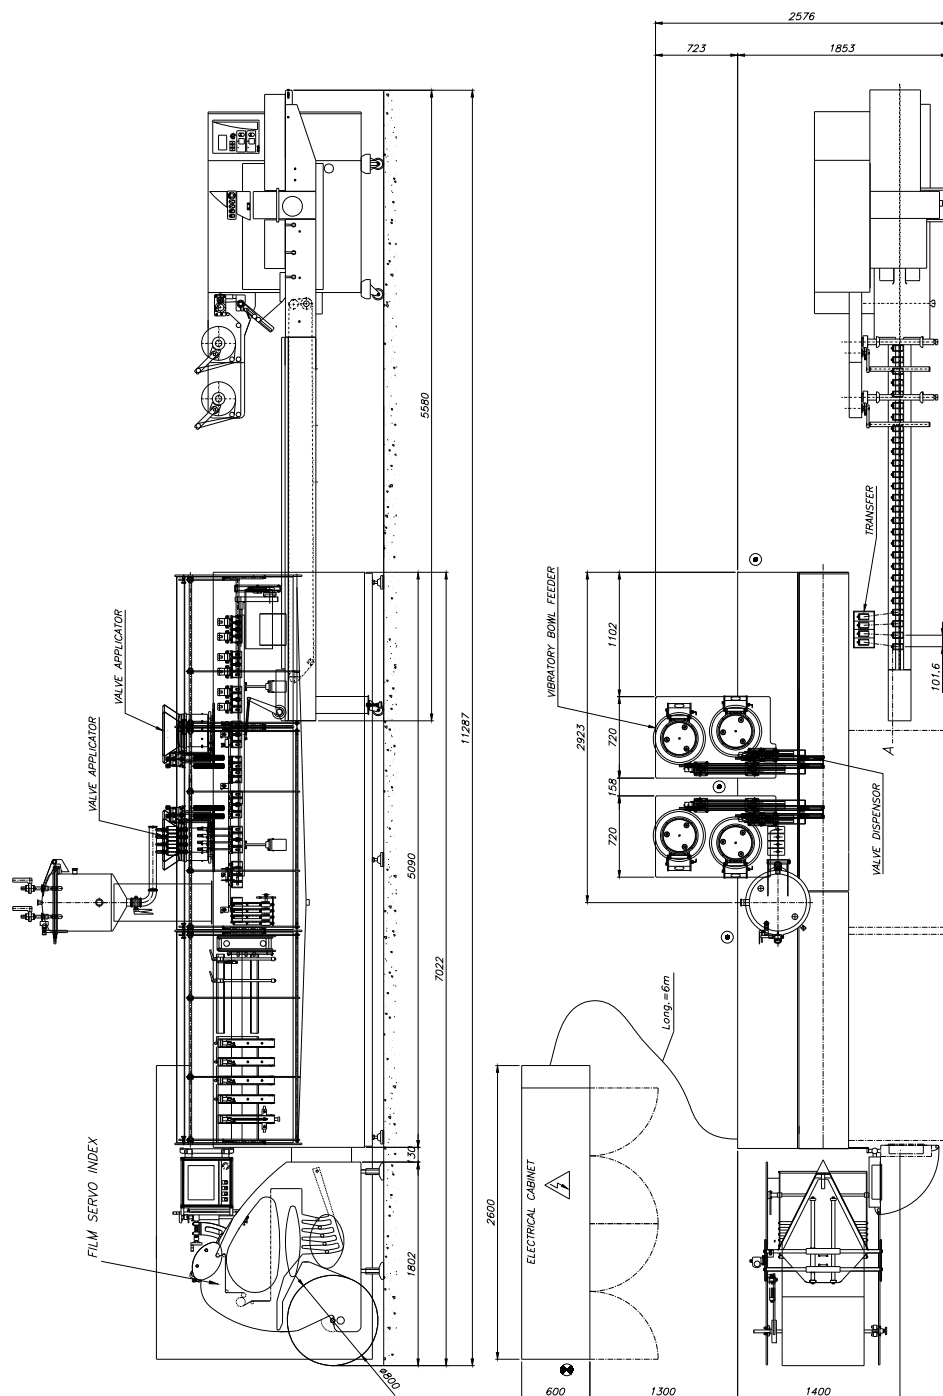 2576
723
1853
5580
11287
TRANSFER
VALVE APPLICATOR
VALVE APPLICATOR
VIBRATORY BOWL FEEDER
1102
101.6
2923
720
158
720
A
VALVE DISPENSOR
5090
7022
Long.=6m
FILM SERVO INDEX
130
2600
ELECTRICAL CABINET
1802
ø800
600
1300
1400